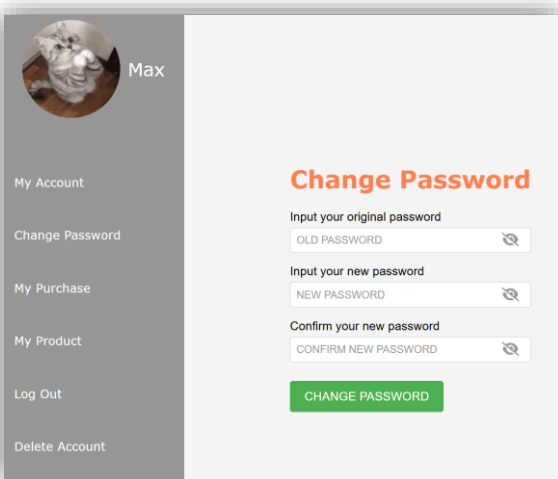 Max
My Account
Change Password
My Purchase
My Product
Log Out
Delete Account
Change Password
Input your original password
OLD PASSWORD
Input your new password
NEW PASSWORD
Confirm your new password
CONFIRM NEW PASSWORD
CHANGE PASSWORD